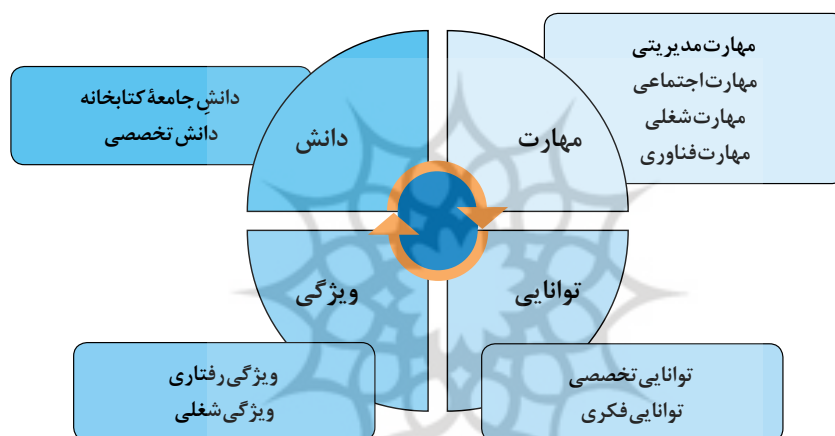 مهارت مدیریتی
مهارت اجتماعی
مهارت شغلی
مهارت فناوری
مهارت
دانش
دانشِ جامعهٔ کتابخانه
دانش تخصصی
توانایی
توانایی تخصصی
توانایی فکری
ویژگی
ویژگی رفتاری
ویژگی شغلی